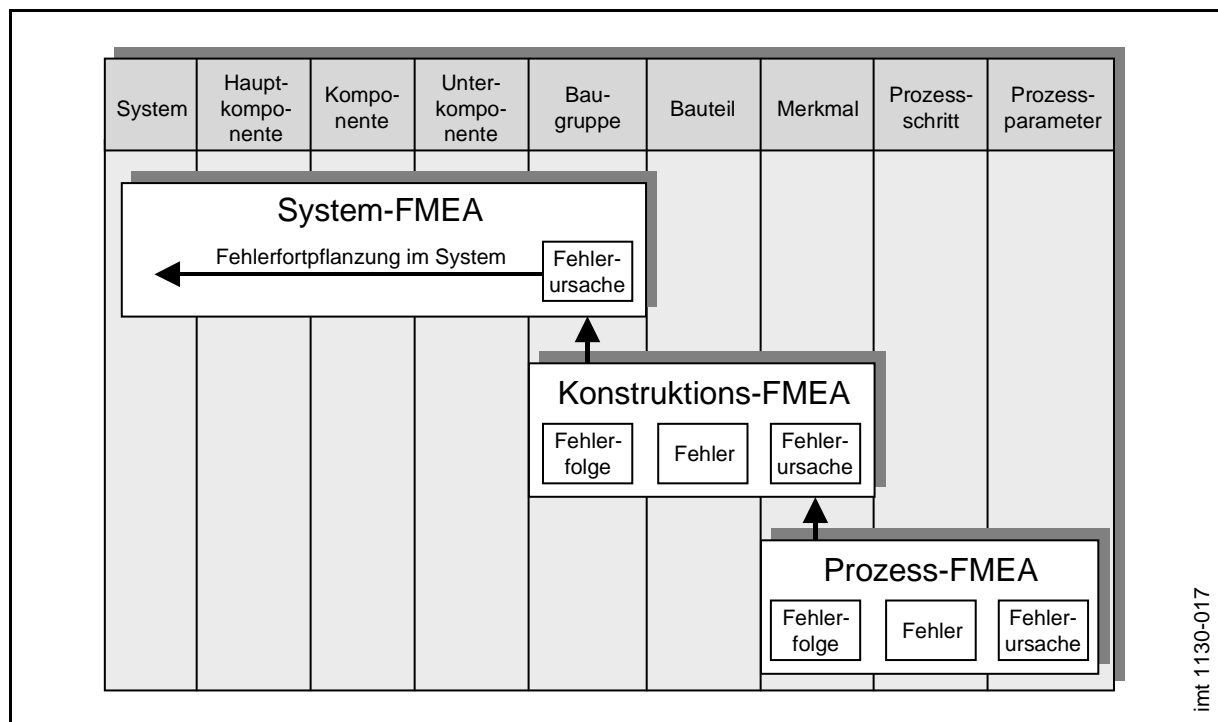 System
Haupt-
kompo-
nente
Kompo-
nente
Unter-
kompo-
nente
Bau-
gruppe
Bauteil
Merkmal
Prozess-
schritt
Prozess-
parameter
System-FMEA
Fehlerfortpflanzung im System
Fehler-
ursache
Konstruktions-FMEA
Fehler-
folge
Fehler
Fehler-
ursache
Prozess-FMEA
Fehler-
folge
Fehler
Fehler-
ursache
imt 1130-017